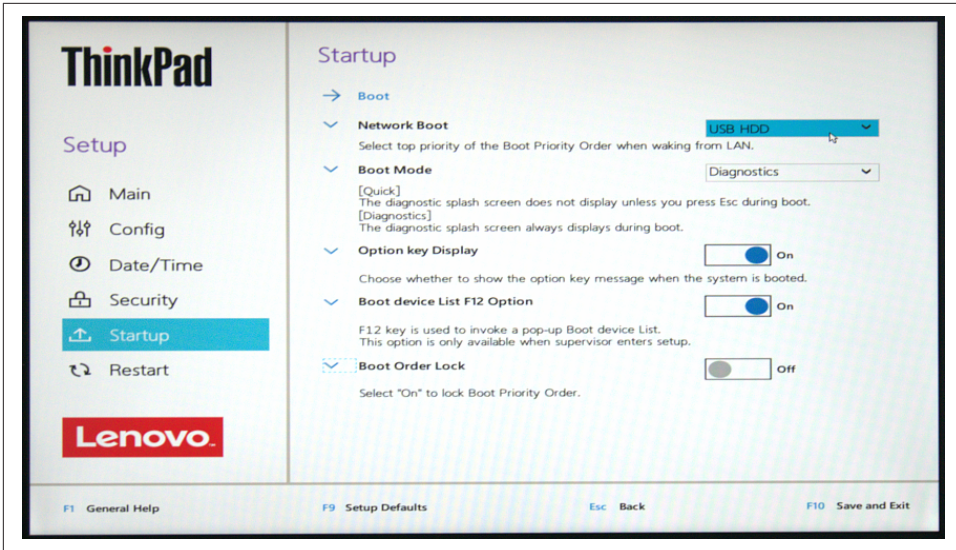 ThinkPad
Setup
Main
Config
Date/Time
Security
Startup
Restart
Lenovo.
Startup
Boot
Network Boot
USB HDD
Select top priority of the Boot Priority Order when waking from LAN.
Boot Mode
Diagnostics
[Quick]
The diagnostic splash screen does not display unless you press Esc during boot.
[Diagnostics]
The diagnostic splash screen always displays during boot.
Option key Display
On
Choose whether to show the option key message when the system is booted.
Boot device List F12 Option
On
F12 key is used to invoke a pop-up Boot device List.
This option is only available when supervisor enters setup.
Boot Order Lock
Off
Select "On" to lock Boot Priority Order.
F1 General Help
F9 Setup Defaults
Esc Back
F10 Save and Exit